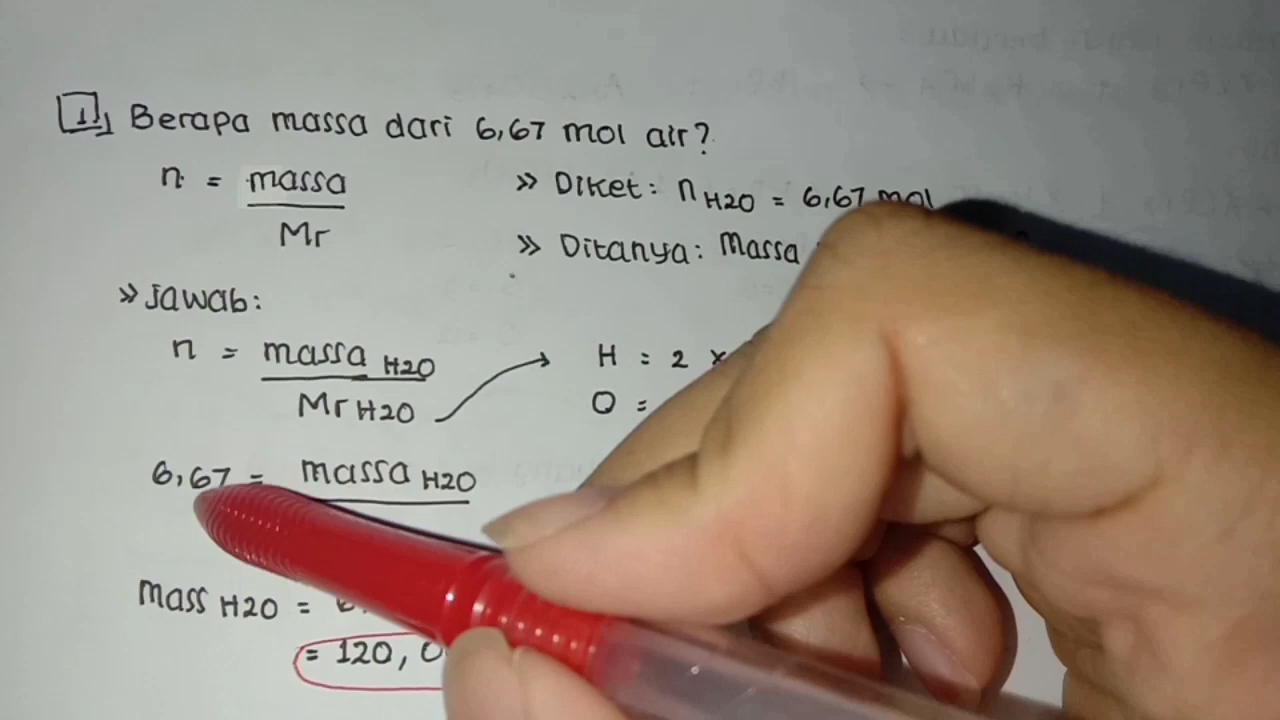 1. Berapa massa dari 6,67 mol air?
n = massa
Mr
» Diket: n H2O = 6,67 mol
» Ditanya: Massa
» Jawab:
n = massa H2O
Mr H2O
H = 2 ×
O =
6,67 = massa H2O
Mass H2O =
= 120,0